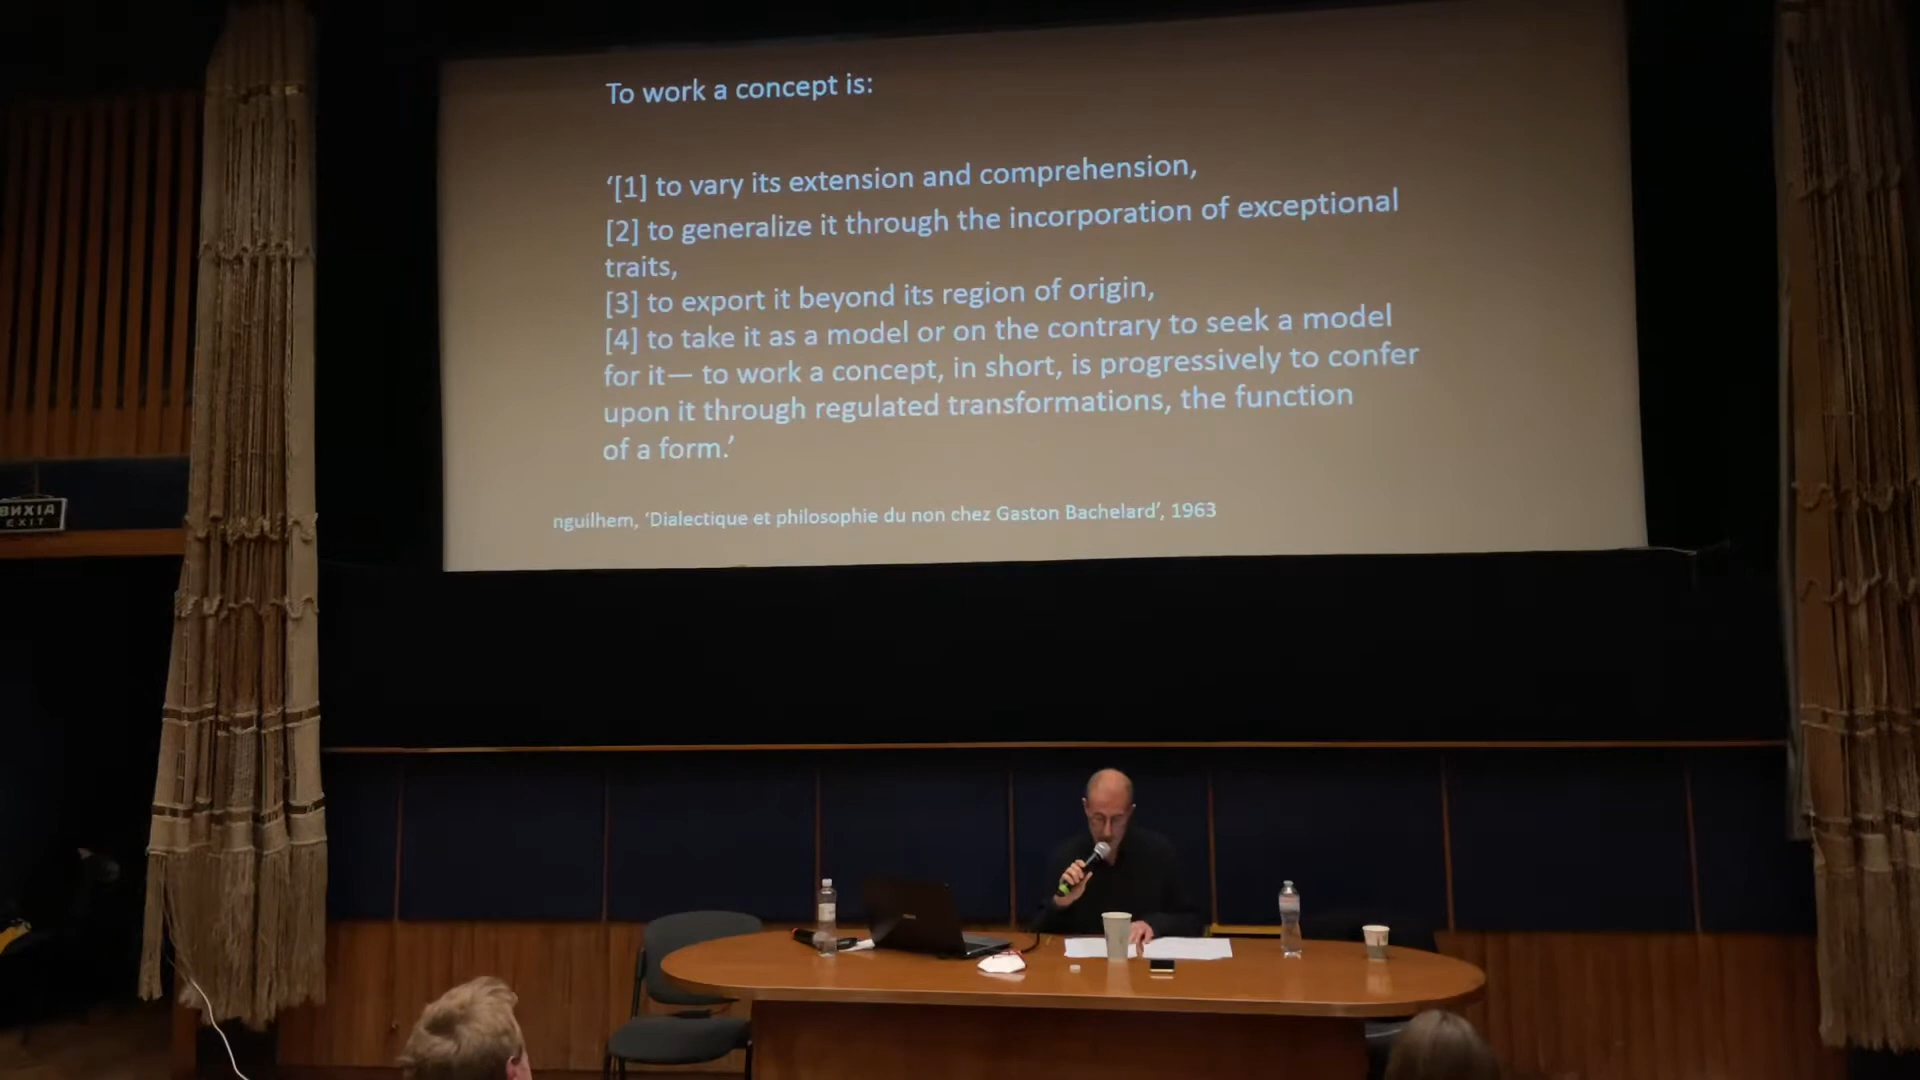 To work a concept is:
‘[1] to vary its extension and comprehension,
[2] to generalize it through the incorporation of exceptional
traits,
[3] to export it beyond its region of origin,
[4] to take it as a model or on the contrary to seek a model
for it— to work a concept, in short, is progressively to confer
upon it through regulated transformations, the function
of a form.’
nguilhem, ‘Dialectique et philosophie du non chez Gaston Bachelard’, 1963
ВИХІД
EXIT